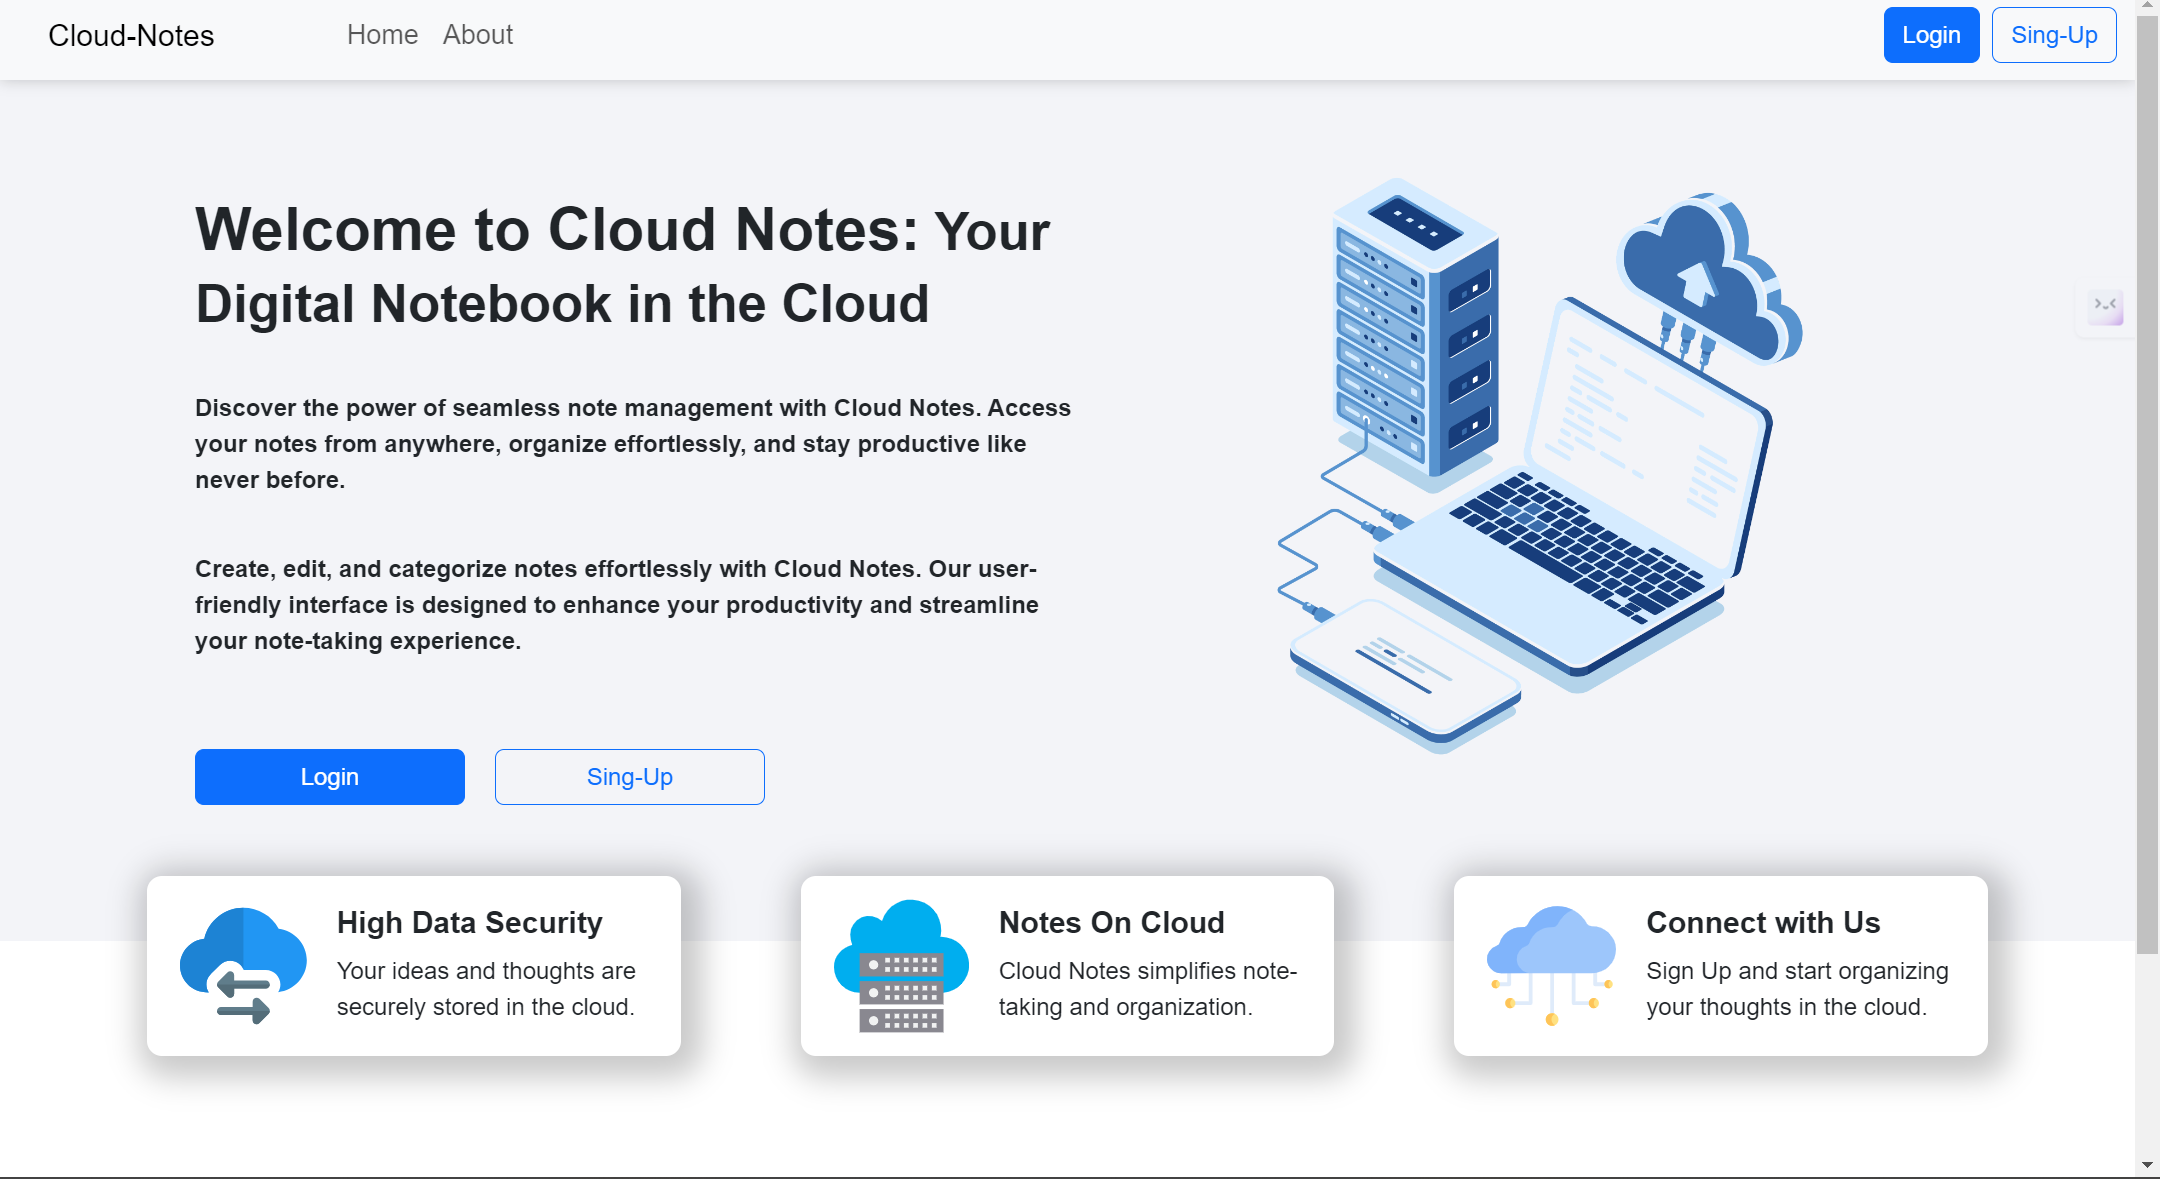 Cloud-Notes Home About Login Sing-Up
Welcome to Cloud Notes: Your
Digital Notebook in the Cloud
Discover the power of seamless note management with Cloud Notes. Access
your notes from anywhere, organize effortlessly, and stay productive like
never before.
Create, edit, and categorize notes effortlessly with Cloud Notes. Our user-
friendly interface is designed to enhance your productivity and streamline
your note-taking experience.
Login Sing-Up
High Data Security
Your ideas and thoughts are
securely stored in the cloud.
Notes On Cloud
Cloud Notes simplifies note-
taking and organization.
Connect with Us
Sign Up and start organizing
your thoughts in the cloud.